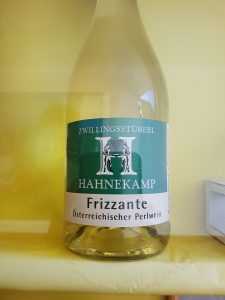 ZWILLINGSSTÜBERL
H
HAHNEKAMP
Frizzante
Österreichischer Perlwein